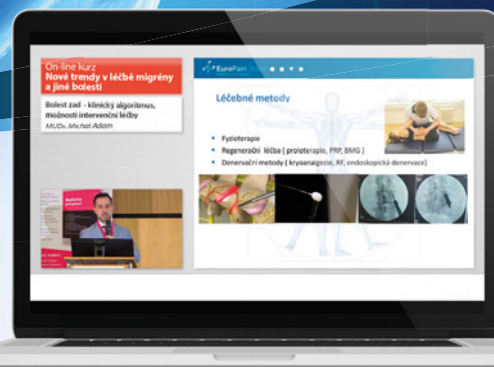 On-line kurz
Nové trendy v léčbě migrény
a jiné bolesti
Bolest zad - klinický algoritmus,
možnosti intervenční léčby
MUDr. Michal Adam
EuroPain
Léčebné metody
Fyzioterapie
Regenerační léčba ( proloterapie, PRP, BMG )
Denervační metody ( kryoanalgezie, RF, endoskopická denervace)